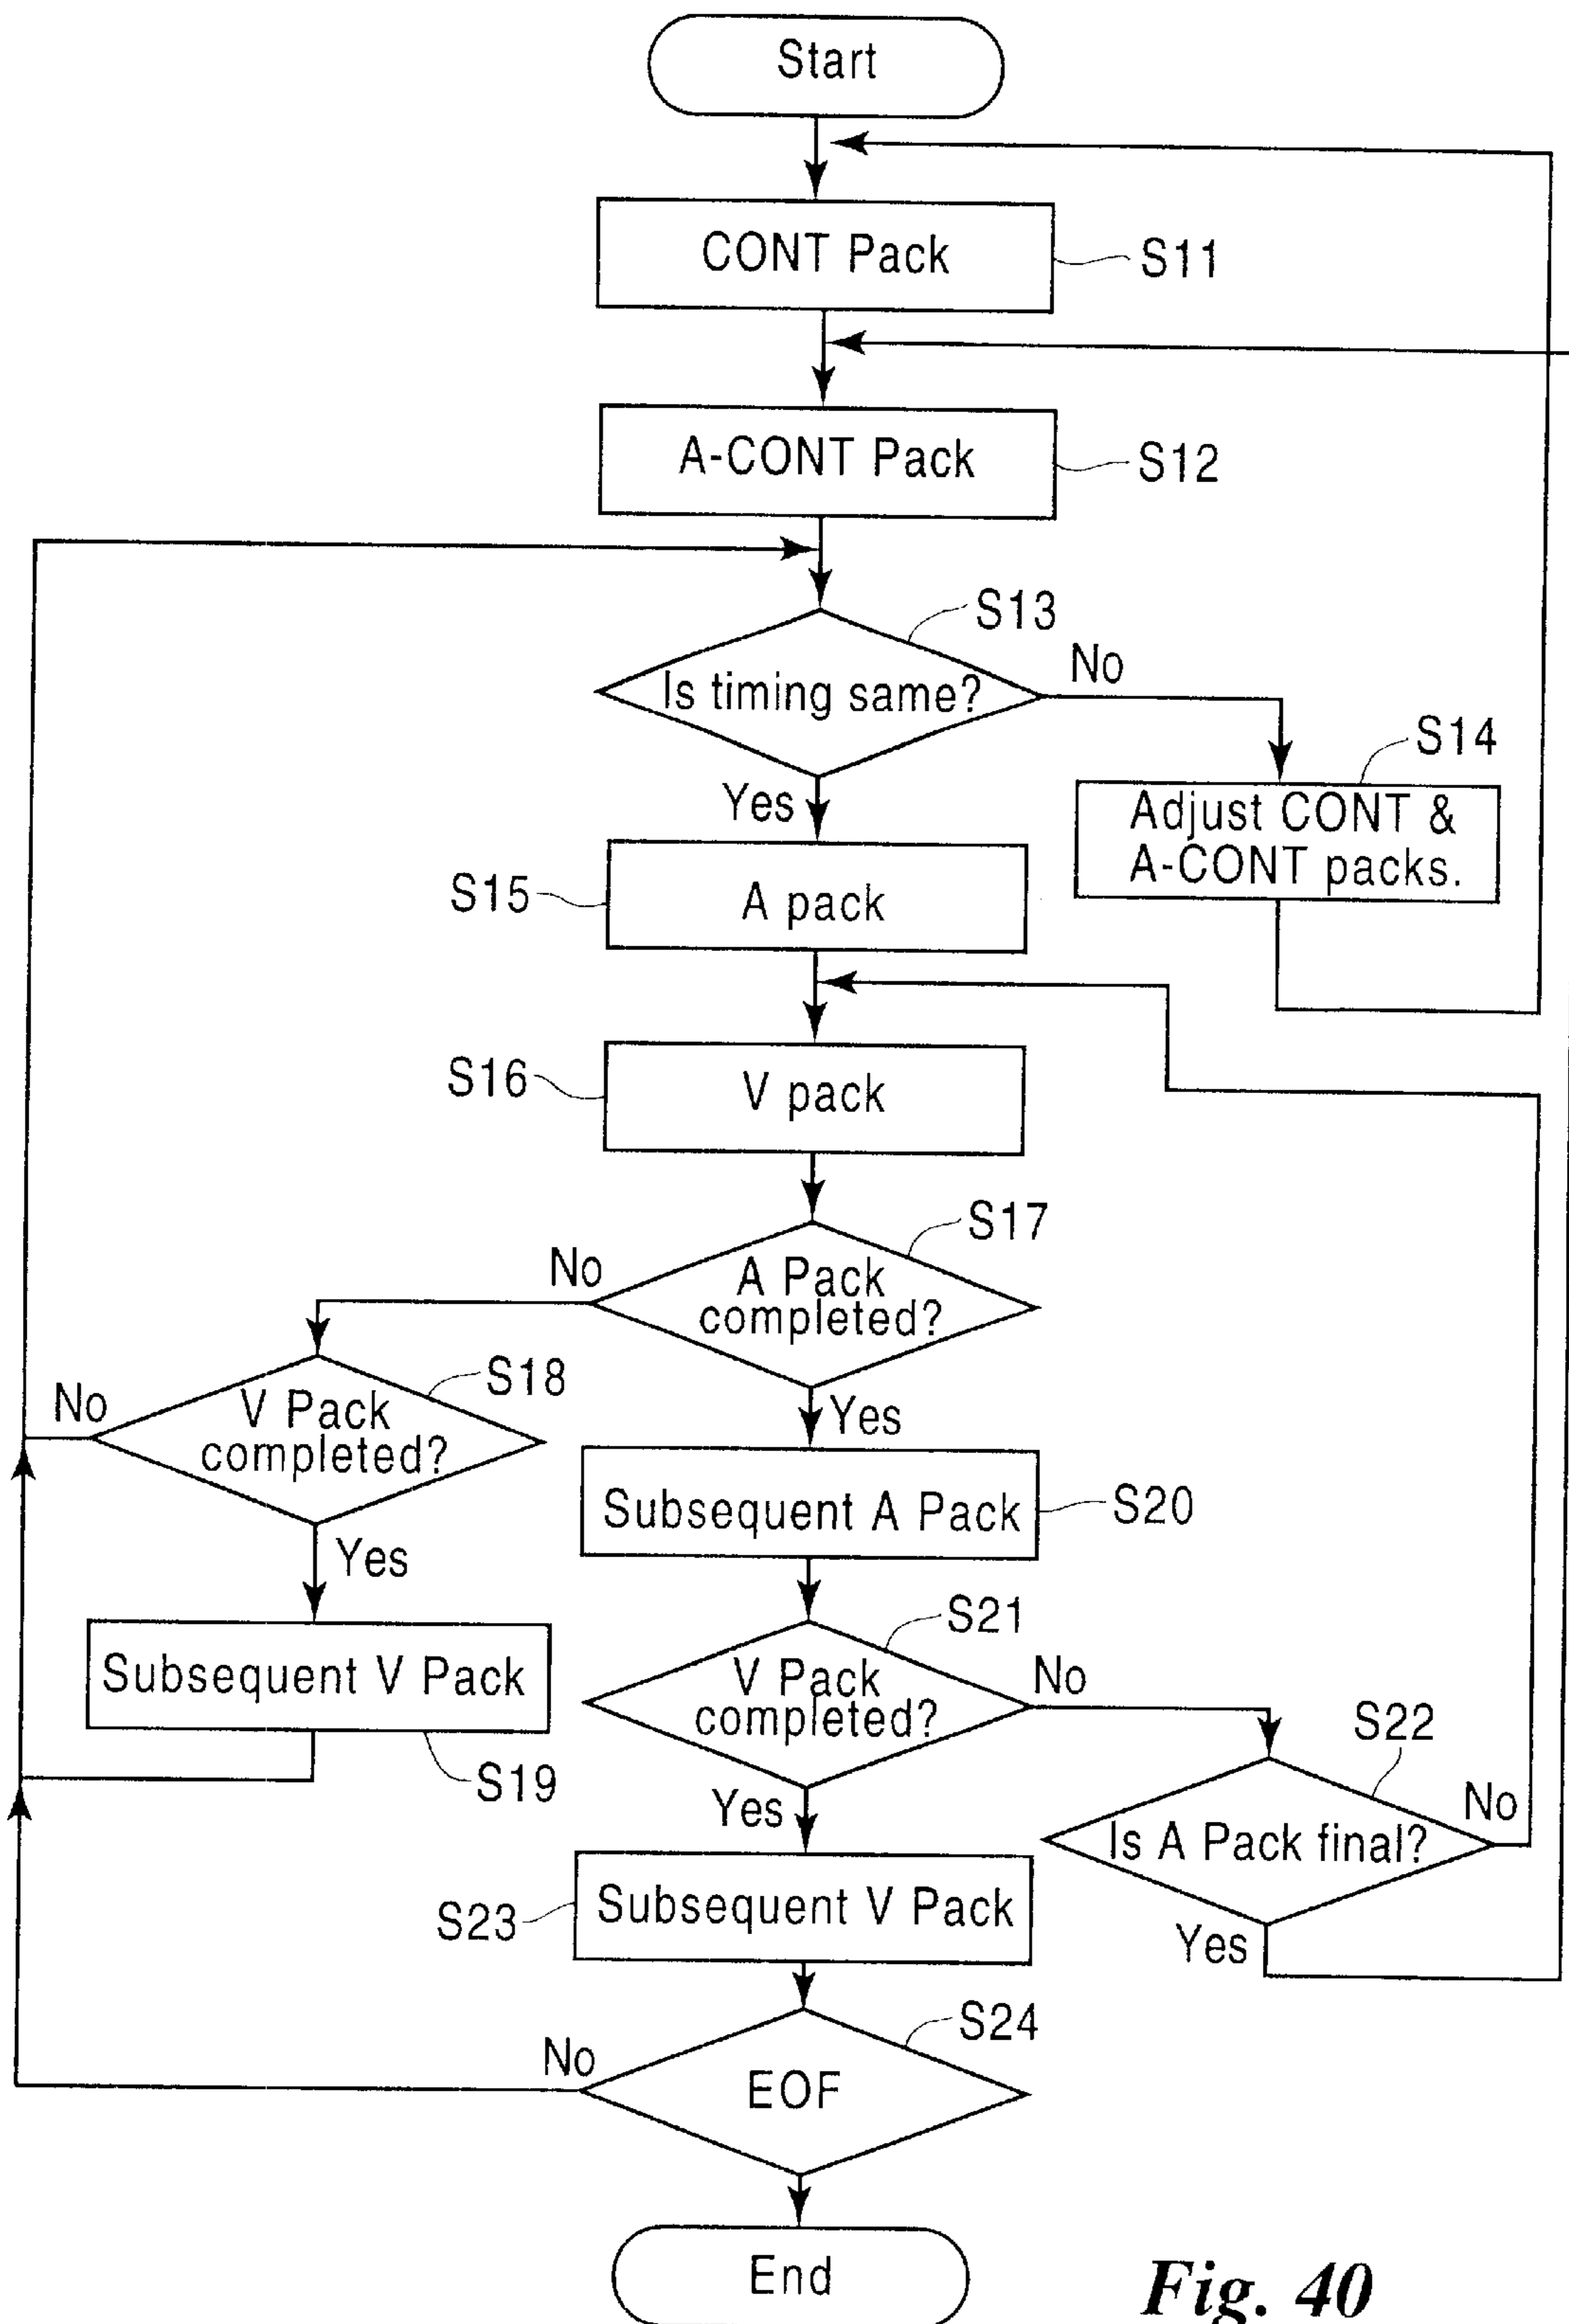 Start
CONT Pack
S11
A-CONT Pack
S12
S13
Is timing same?
No
Yes
S14
Adjust CONT &
A-CONT packs.
S15
A pack
S16
V pack
S17
A Pack
completed?
No
Yes
S18
V Pack
completed?
No
Yes
Subsequent V Pack
S19
Subsequent A Pack
S20
S21
V Pack
completed?
No
Yes
S22
Is A Pack final?
No
Yes
S23
Subsequent V Pack
S24
EOF
No
End
Fig. 40